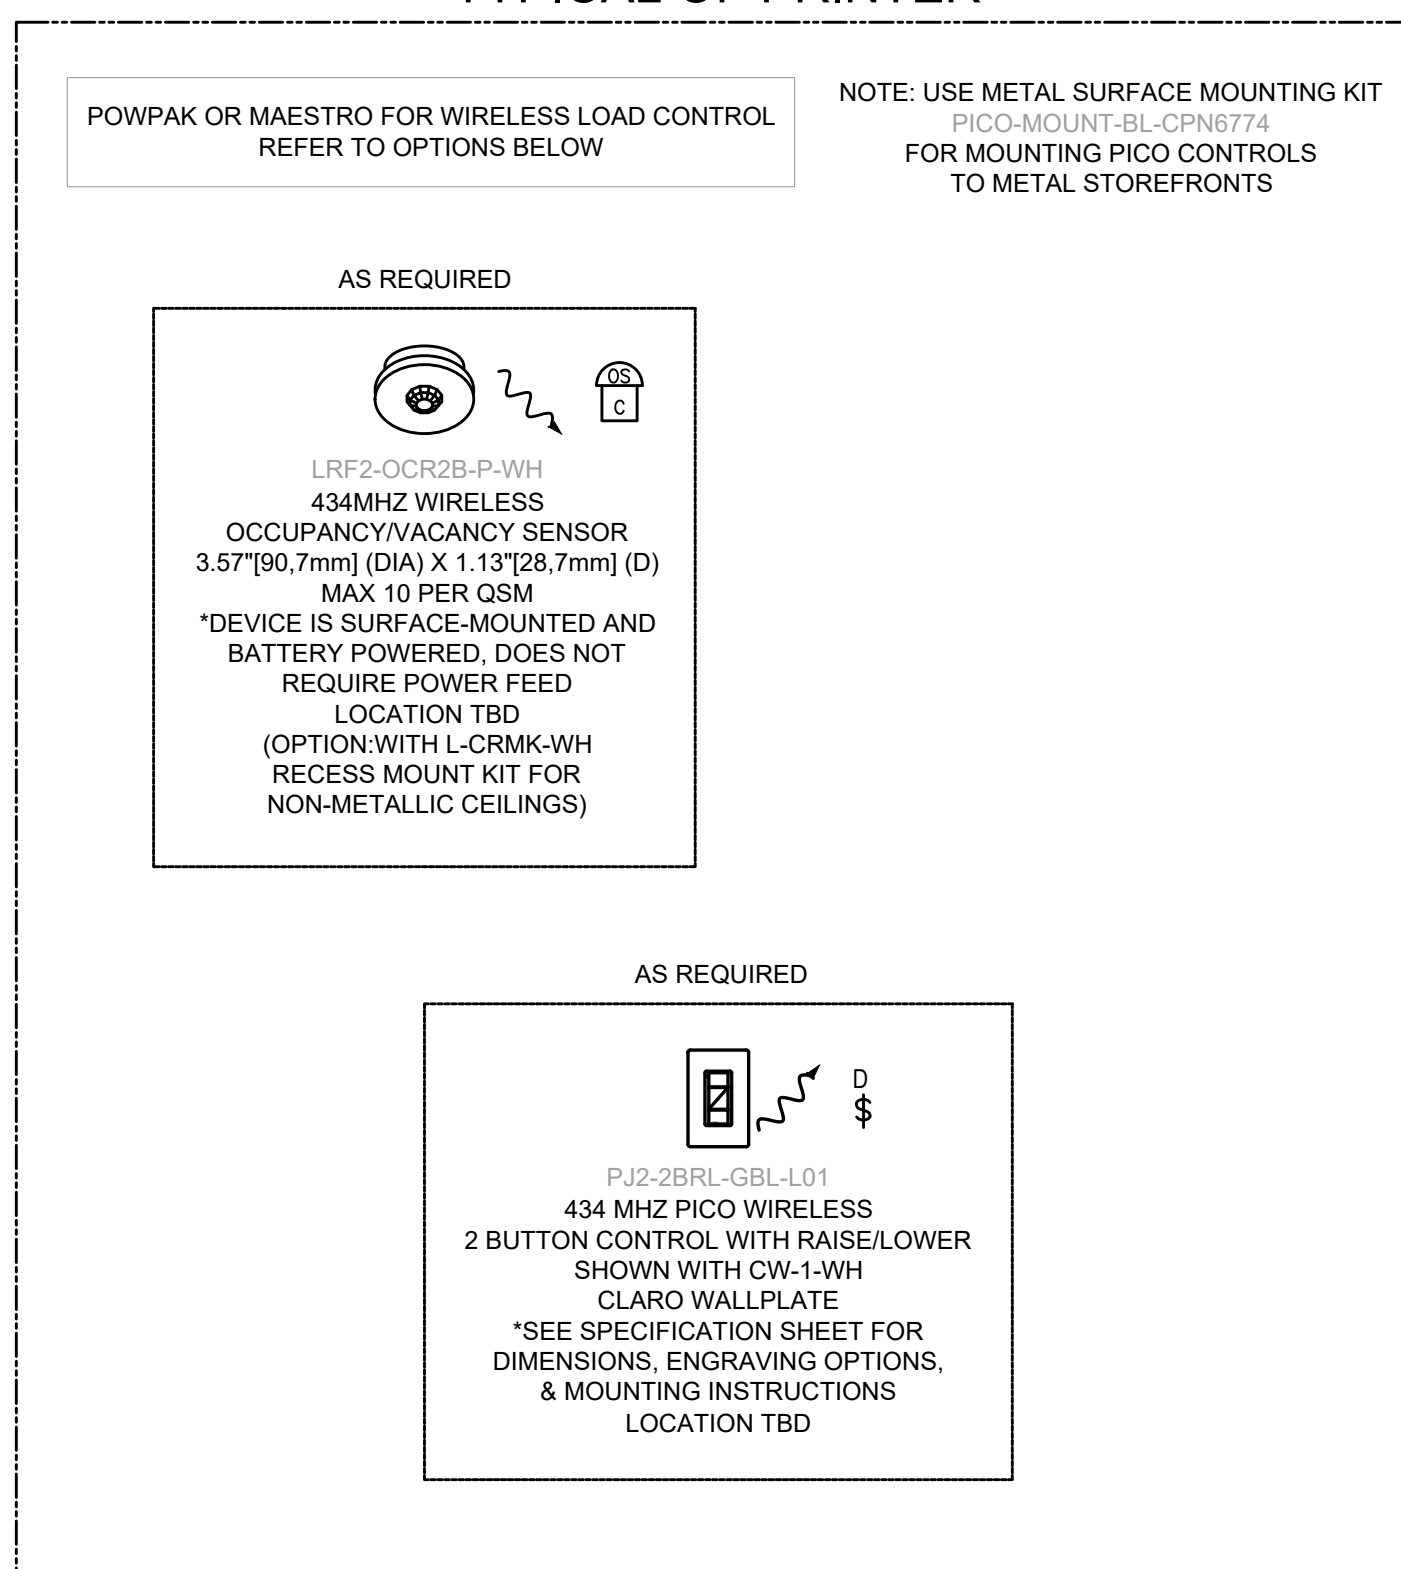 TYPICAL OF PRINTER
POWPAK OR MAESTRO FOR WIRELESS LOAD CONTROL
REFER TO OPTIONS BELOW
NOTE: USE METAL SURFACE MOUNTING KIT
PICO-MOUNT-BL-CPN6774
FOR MOUNTING PICO CONTROLS
TO METAL STOREFRONTS
AS REQUIRED
OS
C
LRF2-OCR2B-P-WH
434MHZ WIRELESS
OCCUPANCY/VACANCY SENSOR
3.57"[90,7mm] (DIA) X 1.13"[28,7mm] (D)
MAX 10 PER QSM
*DEVICE IS SURFACE-MOUNTED AND
BATTERY POWERED, DOES NOT
REQUIRE POWER FEED
LOCATION TBD
(OPTION:WITH L-CRMK-WH
RECESS MOUNT KIT FOR
NON-METALLIC CEILINGS)
AS REQUIRED
D
$
PJ2-2BRL-GBL-L01
434 MHZ PICO WIRELESS
2 BUTTON CONTROL WITH RAISE/LOWER
SHOWN WITH CW-1-WH
CLARO WALLPLATE
*SEE SPECIFICATION SHEET FOR
DIMENSIONS, ENGRAVING OPTIONS,
& MOUNTING INSTRUCTIONS
LOCATION TBD